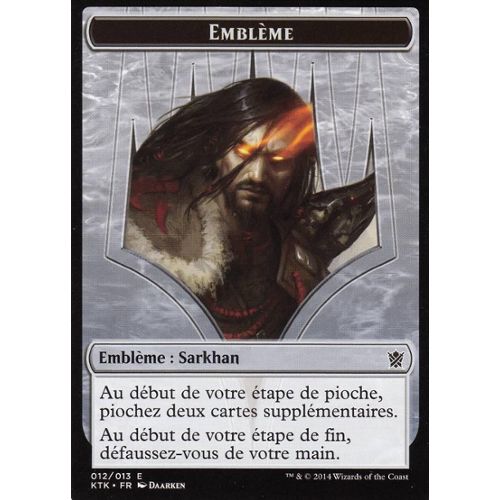 EMBLÈME
Emblème : Sarkhan
Au début de votre étape de pioche,
piochez deux cartes supplémentaires.
Au début de votre étape de fin,
défaussez-vous de votre main.
012/013 E
KTK • FR DAARKEN
™ & © 2014 Wizards of the Coast